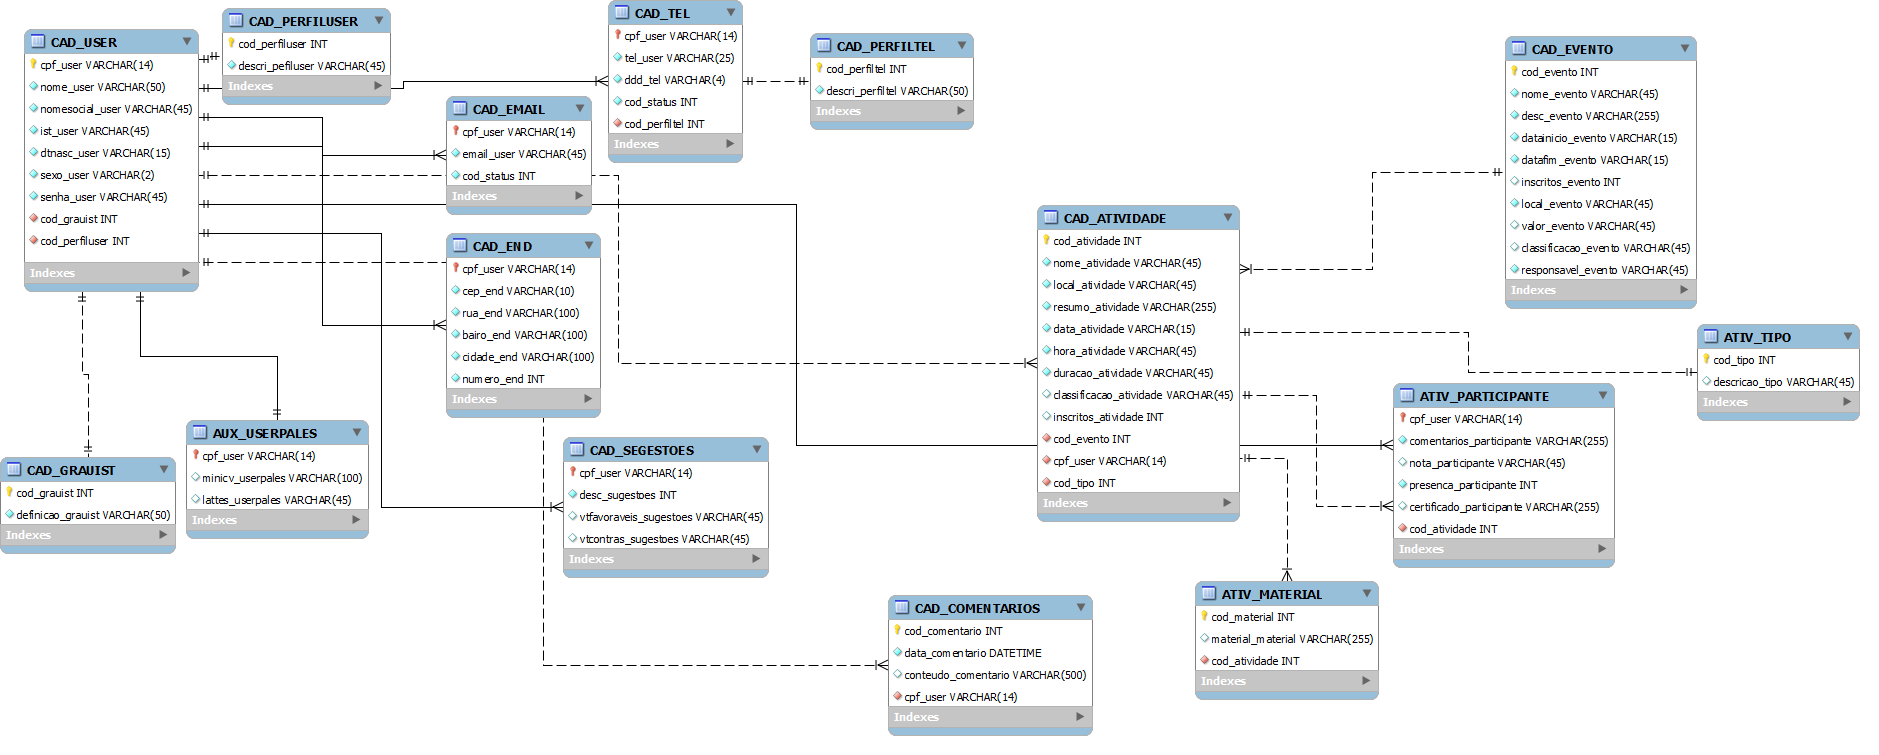 CAD_USER
cpf_user VARCHAR(14)
nome_user VARCHAR(50)
nomesocial_user VARCHAR(45)
ist_user VARCHAR(45)
dtnasc_user VARCHAR(15)
sexo_user VARCHAR(2)
senha_user VARCHAR(45)
cod_grauist INT
cod_perfiluser INT
Indexes
CAD_PERFILUSER
cod_perfiluser INT
descri_pefiluser VARCHAR(45)
Indexes
CAD_TEL
cpf_user VARCHAR(14)
tel_user VARCHAR(25)
ddd_tel VARCHAR(4)
cod_status INT
cod_perfiltel INT
Indexes
CAD_PERFILTEL
cod_perfiltel INT
descri_perfiltel VARCHAR(50)
Indexes
CAD_EMAIL
cpf_user VARCHAR(14)
email_user VARCHAR(45)
cod_status INT
Indexes
CAD_END
cpf_user VARCHAR(14)
cep_end VARCHAR(10)
rua_end VARCHAR(100)
bairo_end VARCHAR(100)
cidade_end VARCHAR(100)
numero_end INT
Indexes
CAD_EVENTO
cod_evento INT
nome_evento VARCHAR(45)
desc_evento VARCHAR(255)
datainicio_evento VARCHAR(15)
datafim_evento VARCHAR(15)
inscritos_evento INT
local_evento VARCHAR(45)
valor_evento VARCHAR(45)
classificacao_evento VARCHAR(45)
responsavel_evento VARCHAR(45)
Indexes
CAD_ATIVIDADE
cod_atividade INT
nome_atividade VARCHAR(45)
local_atividade VARCHAR(45)
resumo_atividade VARCHAR(255)
data_atividade VARCHAR(15)
hora_atividade VARCHAR(45)
duracao_atividade VARCHAR(45)
classificacao_atividade VARCHAR(45)
inscritos_atividade INT
cod_evento INT
cpf_user VARCHAR(14)
cod_tipo INT
Indexes
ATIV_TIPO
cod_tipo INT
descricao_tipo VARCHAR(45)
Indexes
ATIV_PARTICIPANTE
cpf_user VARCHAR(14)
comentarios_participante VARCHAR(255)
nota_participante VARCHAR(45)
presenca_participante INT
certificado_participante VARCHAR(255)
cod_atividade INT
Indexes
CAD_GRAUIST
cod_grauist INT
definicao_grauist VARCHAR(50)
Indexes
AUX_USERPALES
cpf_user VARCHAR(14)
minicv_userpales VARCHAR(100)
lattes_userpales VARCHAR(45)
Indexes
CAD_SEGESTOES
cpf_user VARCHAR(14)
desc_sugestoes INT
vtfavoraveis_sugestoes VARCHAR(45)
vtcontras_sugestoes VARCHAR(45)
Indexes
CAD_COMENTARIOS
cod_comentario INT
data_comentario DATETIME
conteudo_comentario VARCHAR(500)
cpf_user VARCHAR(14)
Indexes
ATIV_MATERIAL
cod_material INT
material_material VARCHAR(255)
cod_atividade INT
Indexes